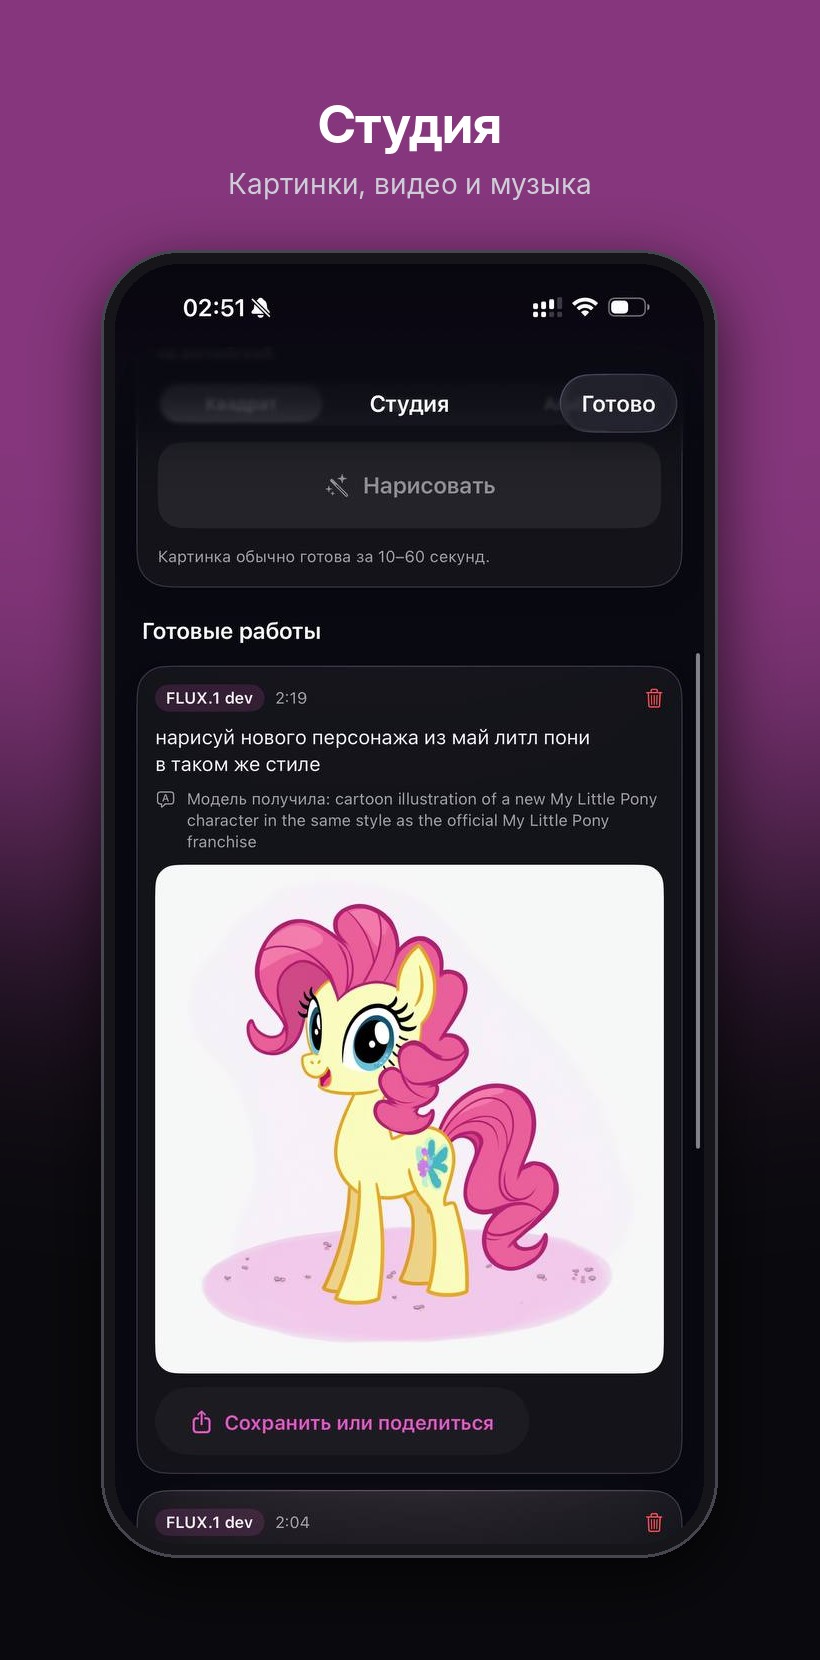 Студия
Картинки, видео и музыка
02:51
Квадрат
Студия
Готово
Нарисовать
Картинка обычно готова за 10–60 секунд.
Готовые работы
FLUX.1 dev 2:19
нарисуй нового персонажа из май литл пони
в таком же стиле
Модель получила: cartoon illustration of a new My Little Pony
character in the same style as the official My Little Pony
franchise
Сохранить или поделиться
FLUX.1 dev 2:04